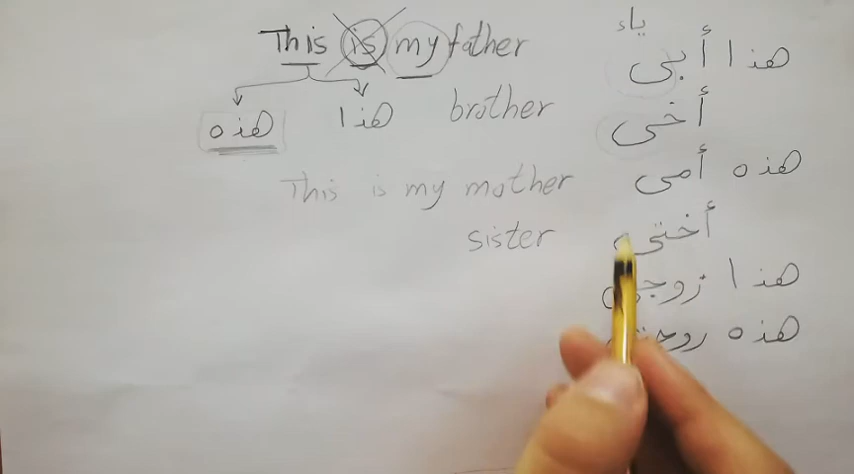 ياء
This is my father هذا أبى
هذه هذا brother أخى
This is my mother هذه أمى
sister أختى
هذا زوجى
هذه